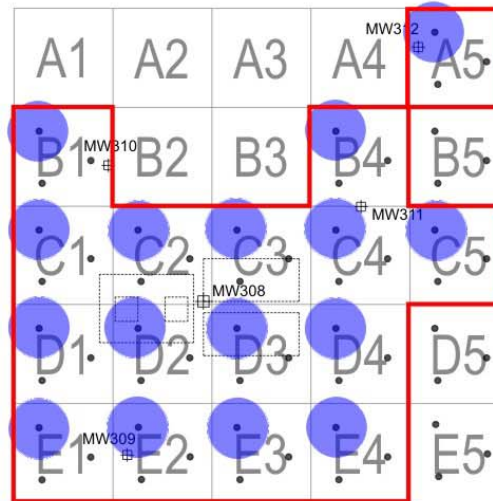 MW312
A1 A2 A3 A4 A5
MW310
B1 B2 B3 B4 B5
MW311
C1 C2 C3 C4 C5
MW308
D1 D2 D3 D4 D5
MW309
E1 E2 E3 E4 E5